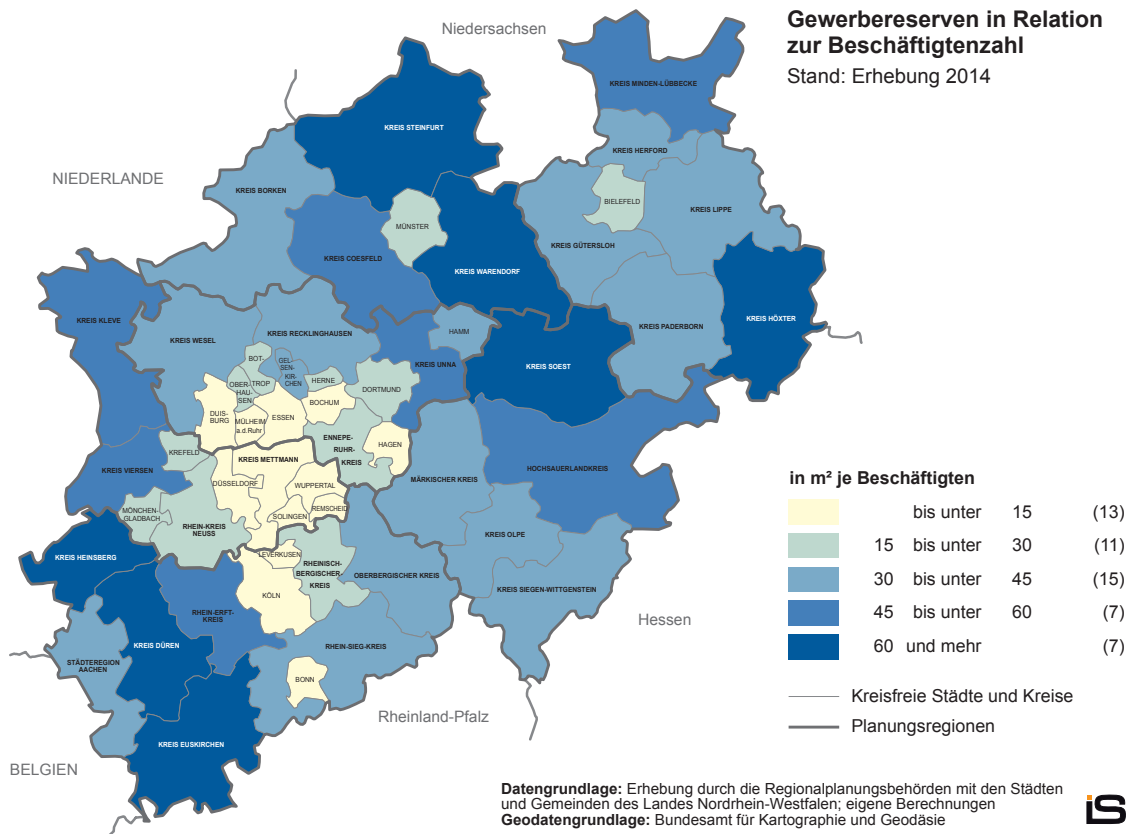 Gewerbereserven in Relation
zur Beschäftigtenzahl
Stand: Erhebung 2014
Niedersachsen
NIEDERLANDE
BELGIEN
Rheinland-Pfalz
Hessen
KREIS MINDEN-LÜBBECKE
KREIS STEINFURT
KREIS HERFORD
KREIS BORKEN
BIELEFELD
KREIS LIPPE
MÜNSTER
KREIS GÜTERSLOH
KREIS COESFELD
KREIS WARENDORF
KREIS HÖXTER
KREIS KLEVE
KREIS PADERBORN
KREIS RECKLINGHAUSEN
HAMM
KREIS WESEL
KREIS UNNA
KREIS SOEST
BOT-
TROP
GEL-
SEN-
KIR-
CHEN
OBER-
HAU-
SEN
HERNE
DORTMUND
BOCHUM
DUIS-
BURG
MÜLHEIM
a.d.Ruhr
ESSEN
ENNEPE-
RUHR-
KREIS
HAGEN
KREFELD
KREIS METTMANN
KREIS VIERSEN
DÜSSELDORF
WUPPERTAL
MÄRKISCHER KREIS
HOCHSAUERLANDKREIS
MÖNCHEN-
GLADBACH
RHEIN-KREIS
NEUSS
SOLINGEN
REMSCHEID
KREIS OLPE
KREIS HEINSBERG
LEVERKUSEN
RHEINISCH-
BERGISCHER-
KREIS
OBERBERGISCHER KREIS
KÖLN
KREIS SIEGEN-WITTGENSTEIN
RHEIN-ERFT-
KREIS
KREIS DÜREN
RHEIN-SIEG-KREIS
STÄDTEREGION
AACHEN
BONN
KREIS EUSKIRCHEN
in m² je Beschäftigten
bis unter 15 (13)
15 bis unter 30 (11)
30 bis unter 45 (15)
45 bis unter 60 (7)
60 und mehr (7)
Kreisfreie Städte und Kreise
Planungsregionen
Datengrundlage: Erhebung durch die Regionalplanungsbehörden mit den Städten
und Gemeinden des Landes Nordrhein-Westfalen; eigene Berechnungen
Geodatengrundlage: Bundesamt für Kartographie und Geodäsie
iS